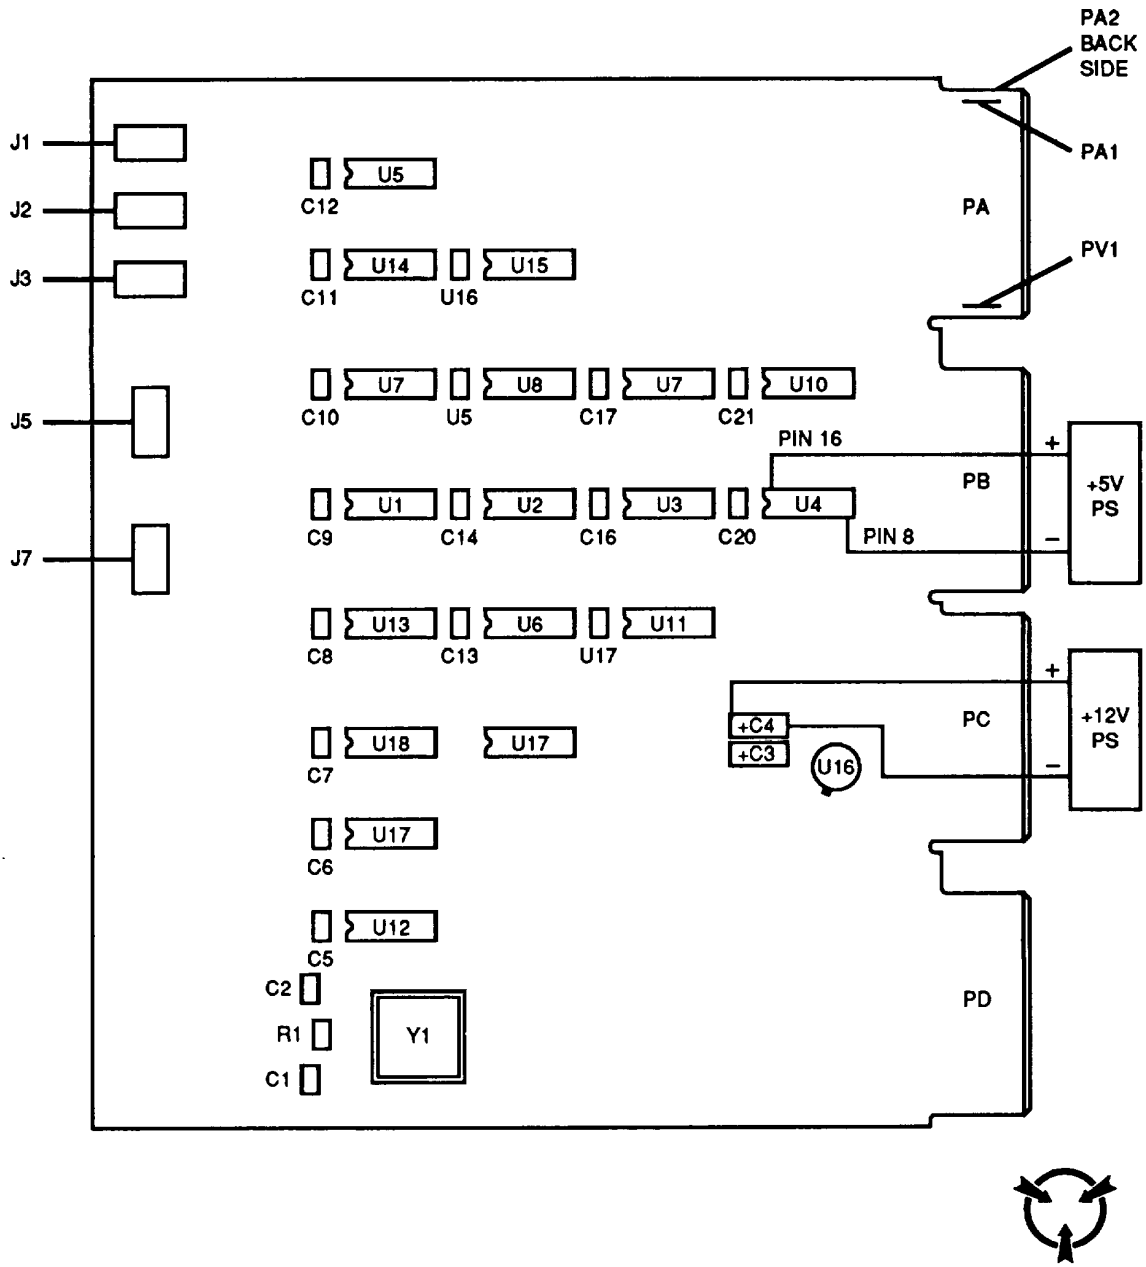 PA2
BACK
SIDE
J1
PA1
U5
C12
J2
PA
J3
U14
U15
C11
U16
PV1
U7
U8
U7
U10
C10
U5
C17
C21
J5
PIN 16
+
PB
+5V
PS
U1
U2
U3
U4
C9
C14
C16
C20
PIN 8
−
J7
U13
U6
U11
C8
C13
U17
+
+C4
PC
+12V
PS
U18
U17
+C3
U16
−
C7
U17
C6
U12
C5
C2
PD
R1
Y1
C1